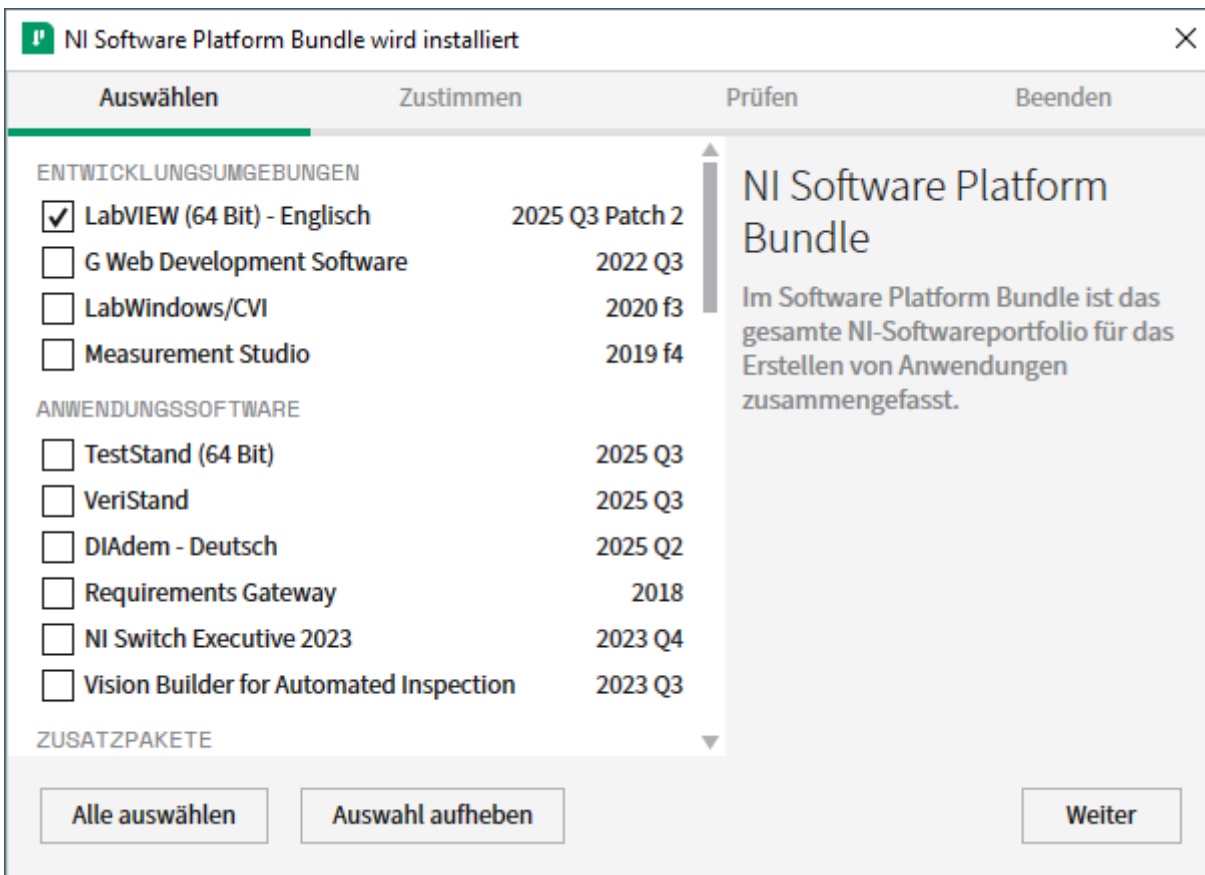 NI Software Platform Bundle wird installiert
Auswählen Zustimmen Prüfen Beenden
ENTWICKLUNGSUMGEBUNGEN
LabVIEW (64 Bit) - Englisch 2025 Q3 Patch 2
G Web Development Software 2022 Q3
LabWindows/CVI 2020 f3
Measurement Studio 2019 f4
ANWENDUNGSSOFTWARE
TestStand (64 Bit) 2025 Q3
VeriStand 2025 Q3
DIAdem - Deutsch 2025 Q2
Requirements Gateway 2018
NI Switch Executive 2023 2023 Q4
Vision Builder for Automated Inspection 2023 Q3
ZUSATZPAKETE
NI Software Platform
Bundle
Im Software Platform Bundle ist das
gesamte NI-Softwareportfolio für das
Erstellen von Anwendungen
zusammengefasst.
Alle auswählen Auswahl aufheben Weiter